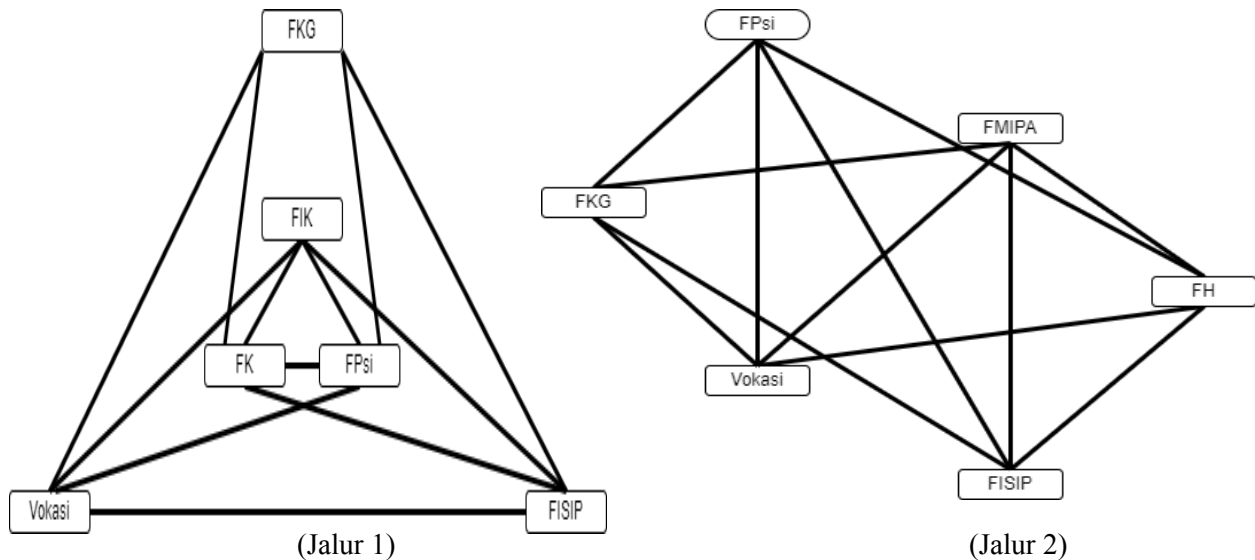 FKG
FIK
FK
FPsi
Vokasi
FISIP
(Jalur 1)
FPsi
FMIPA
FKG
FH
Vokasi
FISIP
(Jalur 2)